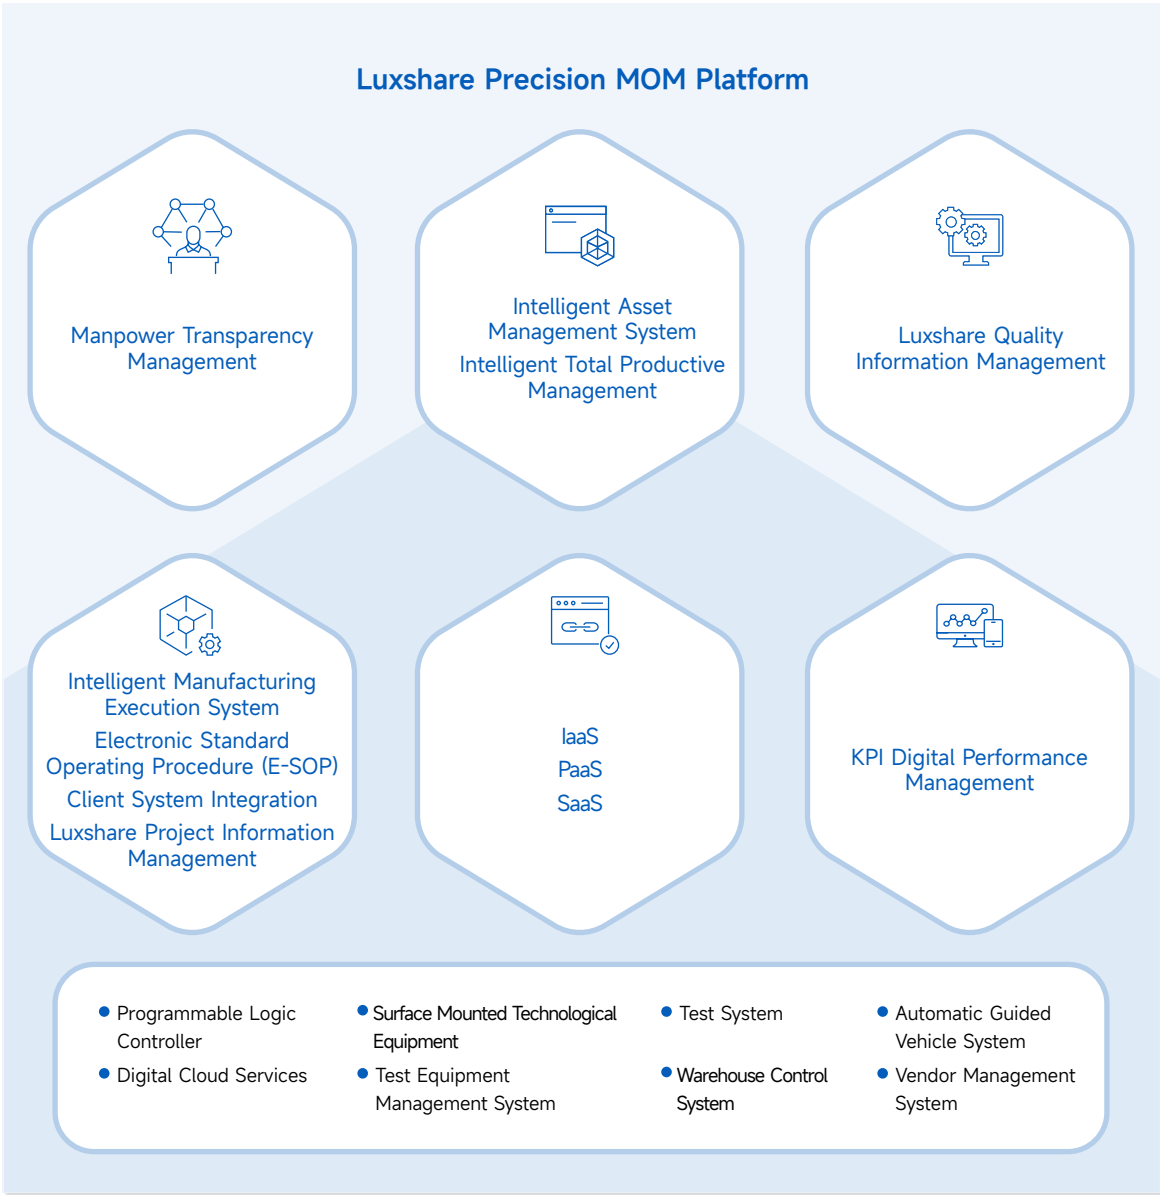 Luxshare Precision MOM Platform
Manpower Transparency
Management
Intelligent Asset
Management System
Intelligent Total Productive
Management
Luxshare Quality
Information Management
Intelligent Manufacturing
Execution System
Electronic Standard
Operating Procedure (E-SOP)
Client System Integration
Luxshare Project Information
Management
IaaS
PaaS
SaaS
KPI Digital Performance
Management
Programmable Logic
Controller
Surface Mounted Technological
Equipment
Test System
Automatic Guided
Vehicle System
Digital Cloud Services
Test Equipment
Management System
Warehouse Control
System
Vendor Management
System